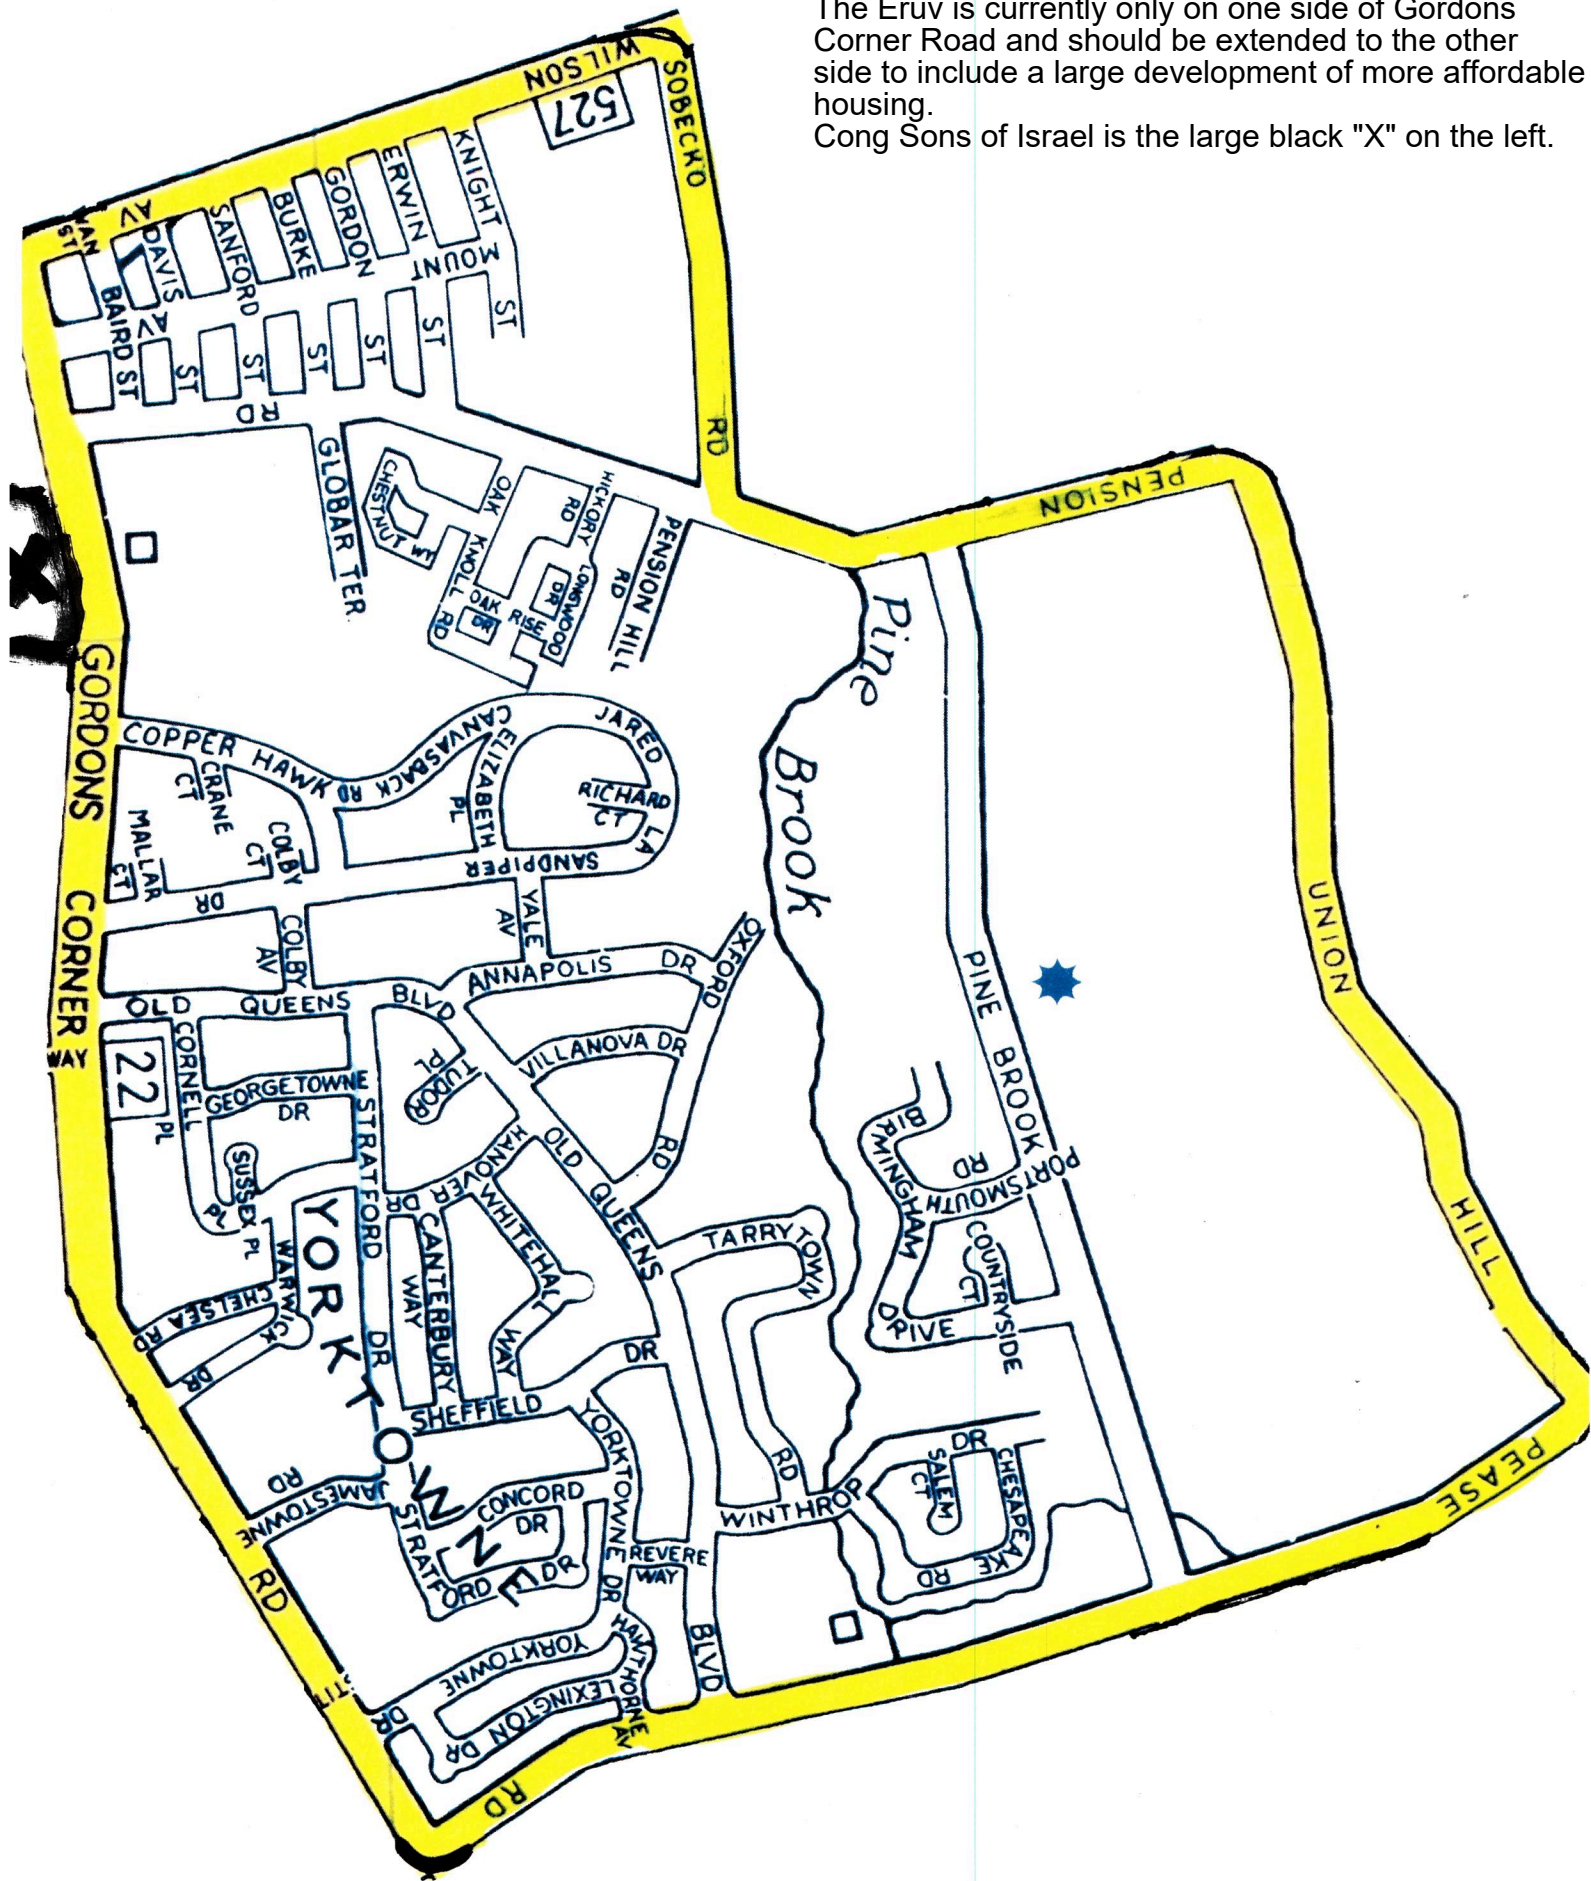 The Eruv is currently only on one side of Gordons
Corner Road and should be extended to the other
side to include a large development of more affordable
housing.
Cong Sons of Israel is the large black "X" on the left.
WILSON
AV
527
SOBECKO
RD
KNIGHT
ST
ERWIN
ST
GORDON
ST
BURKE
ST
SANFORD
ST
DAVIS
ST
VAN
ST
BAIRD ST
MOUNT
AV
RD
GLOBAR TER.
CHESTNUT WY
OAK KNOLL RD
HICKORY
RD
OAK RISE
DR
LONGWOOD
DR
PENSION HILL
RD
PENSION
Pine Brook
X
GORDONS CORNER
RD
COPPER HAWK
CANVASBACK RD
ELIZABETH
PL
JARED
LA
RICHARD
CT
CRANE
CT
MALLAR
CT
COLBY
CT
SANDPIPER
DR
COLBY
AV
YALE
AV
ANNAPOLIS DR
OXFORD
RD
OLD QUEENS BLVD
WAY
22
CORNELL
PL
GEORGETOWNE
DR
TUDOR
PL
VILLANOVA DR
STRATFORD
DR
SUSSEX
PL
PL
HANOVER
DR
OLD QUEENS
BLVD
WHITEHALL
WAY
CANTERBURY
WAY
WARWICK
CHELSEA RD
DR
YORKTOWNE
SHEFFIELD
DR
TARRYTOWN
RD
PINE BROOK
BIRMINGHAM
DRIVE
PORTSMOUTH
RD
COUNTRYSIDE
CT
UNION
HILL
JAMESTOWNE
RD
CONCORD
DR
STRATFORD DR
YORKTOWNE DR
REVERE
WAY
WINTHROP
DR
SALEM
CT
CHESAPEAKE
RD
YORKTOWNE
DR
HAWTHORNE
AV
LEXINGTON DR
PEASE
RD